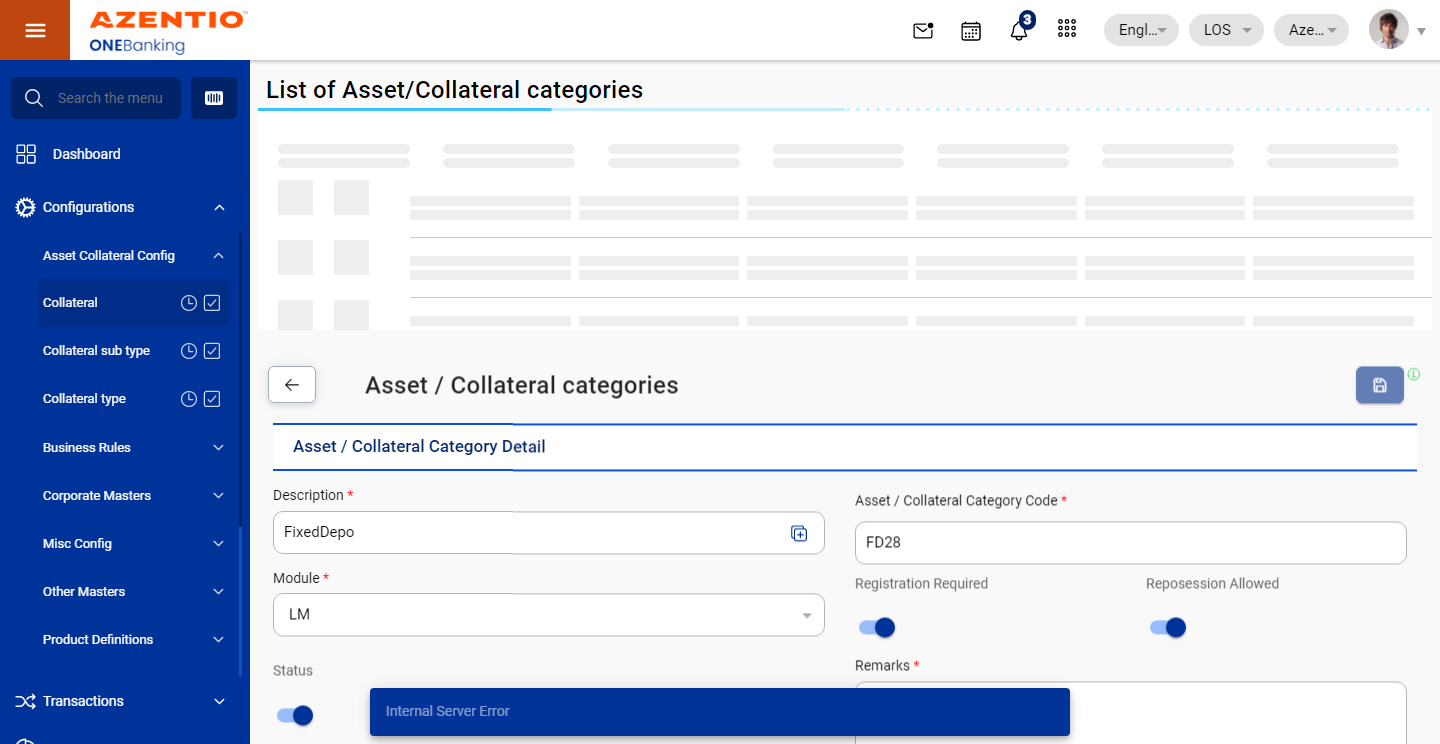 AZENTIO™
ONEBanking
3
Engl...
LOS
Aze...
Search the menu
Dashboard
Configurations
Asset Collateral Config
Collateral
Collateral sub type
Collateral type
Business Rules
Corporate Masters
Misc Config
Other Masters
Product Definitions
Transactions
List of Asset/Collateral categories
Asset / Collateral categories
Asset / Collateral Category Detail
Description *
FixedDepo
Asset / Collateral Category Code *
FD28
Module *
LM
Registration Required
Reposession Allowed
Status
Remarks *
Internal Server Error